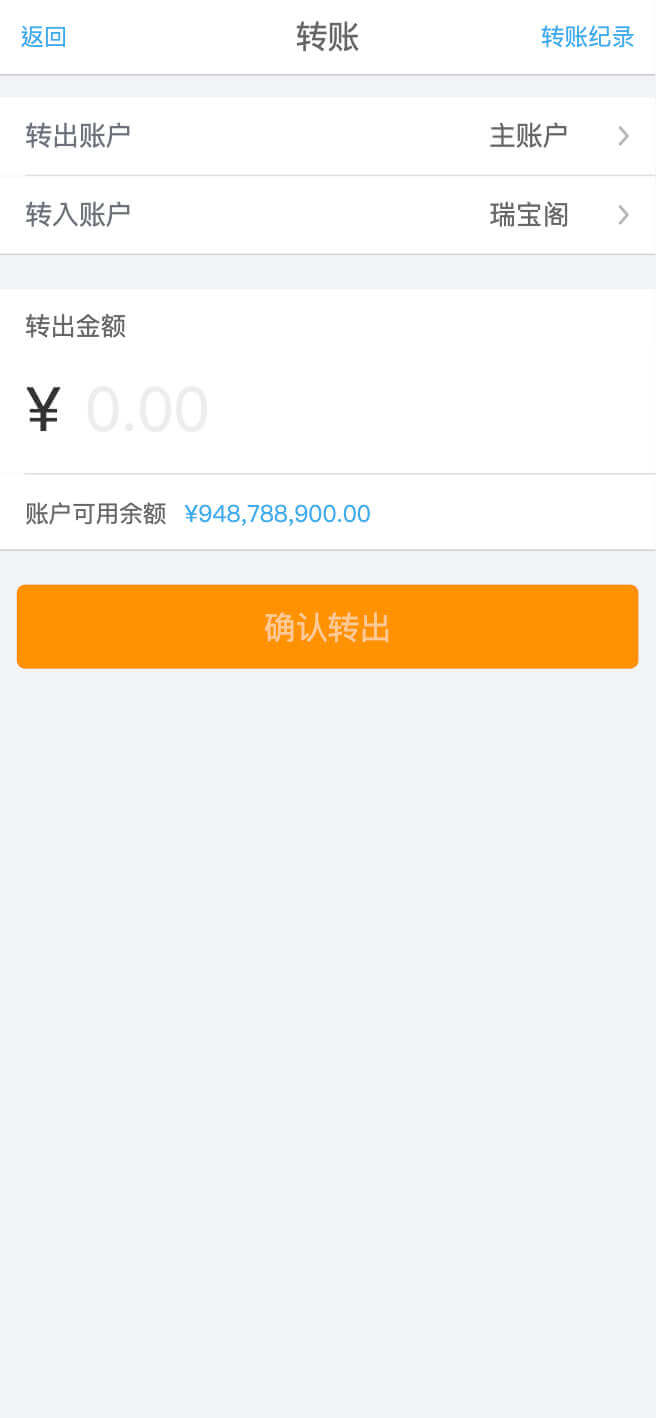 返回 转账 转账纪录
转出账户 主账户
转入账户 瑞宝阁
转出金额
¥ 0.00
账户可用余额 ¥948,788,900.00
确认转出